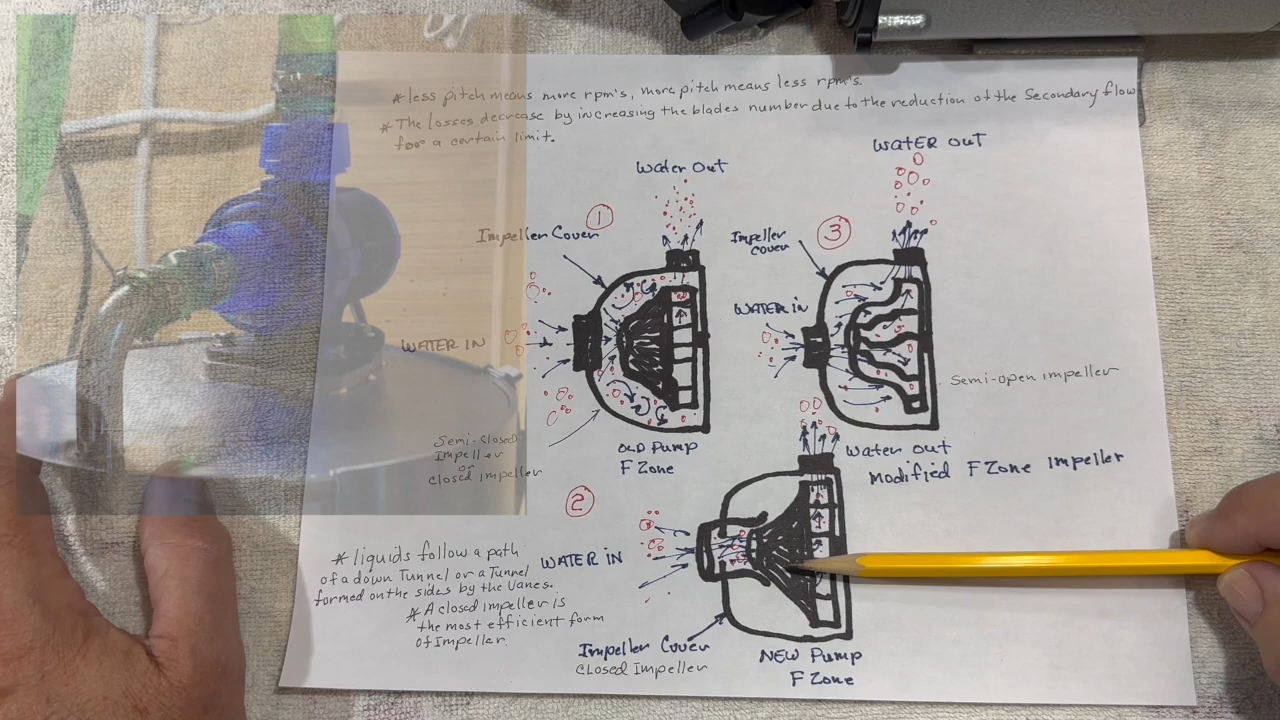 * less pitch means more rpm's, more pitch means less rpm's.
* The losses decrease by increasing the blades number due to the reduction of the Secondary flow
for a certain limit.
Water Out
WatER OUT
1
3
Impeller Cover
Impeller
cover
WATER IN
WATER in
Semi-open impeller
Semi-Closed
Impeller
or
closed impeller
OLD Pump
F Zone
Water out
Modified F Zone Impeller
2
* liquids follow a path
of a down Tunnel or a Tunnel
formed on the sides by the Vanes.
* A closed impeller is
the most efficient form
of Impeller.
WATER iN
Impeller Cover
Closed Impeller
NEW Pump
F Zone